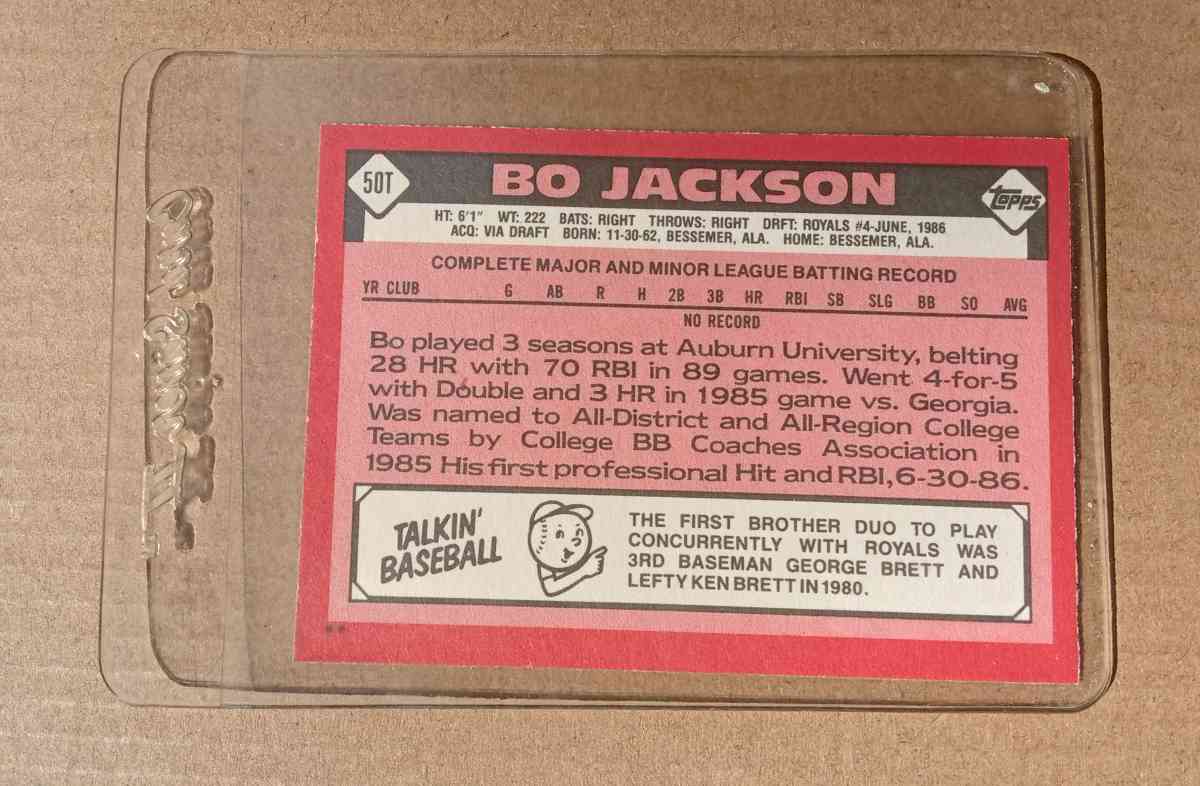 50T
BO JACKSON
Topps
HT: 6'1" WT: 222 BATS: RIGHT THROWS: RIGHT DRFT: ROYALS #4-JUNE, 1986
ACQ: VIA DRAFT BORN: 11-30-62, BESSEMER, ALA. HOME: BESSEMER, ALA.
COMPLETE MAJOR AND MINOR LEAGUE BATTING RECORD
YR CLUB G AB R H 2B 3B HR RBI SB SLG BB SO AVG
NO RECORD
Bo played 3 seasons at Auburn University, belting
28 HR with 70 RBI in 89 games. Went 4-for-5
with Double and 3 HR in 1985 game vs. Georgia.
Was named to All-District and All-Region College
Teams by College BB Coaches Association in
1985 His first professional Hit and RBI, 6-30-86.
TALKIN'
BASEBALL
THE FIRST BROTHER DUO TO PLAY
CONCURRENTLY WITH ROYALS WAS
3RD BASEMAN GEORGE BRETT AND
LEFTY KEN BRETT IN 1980.
**